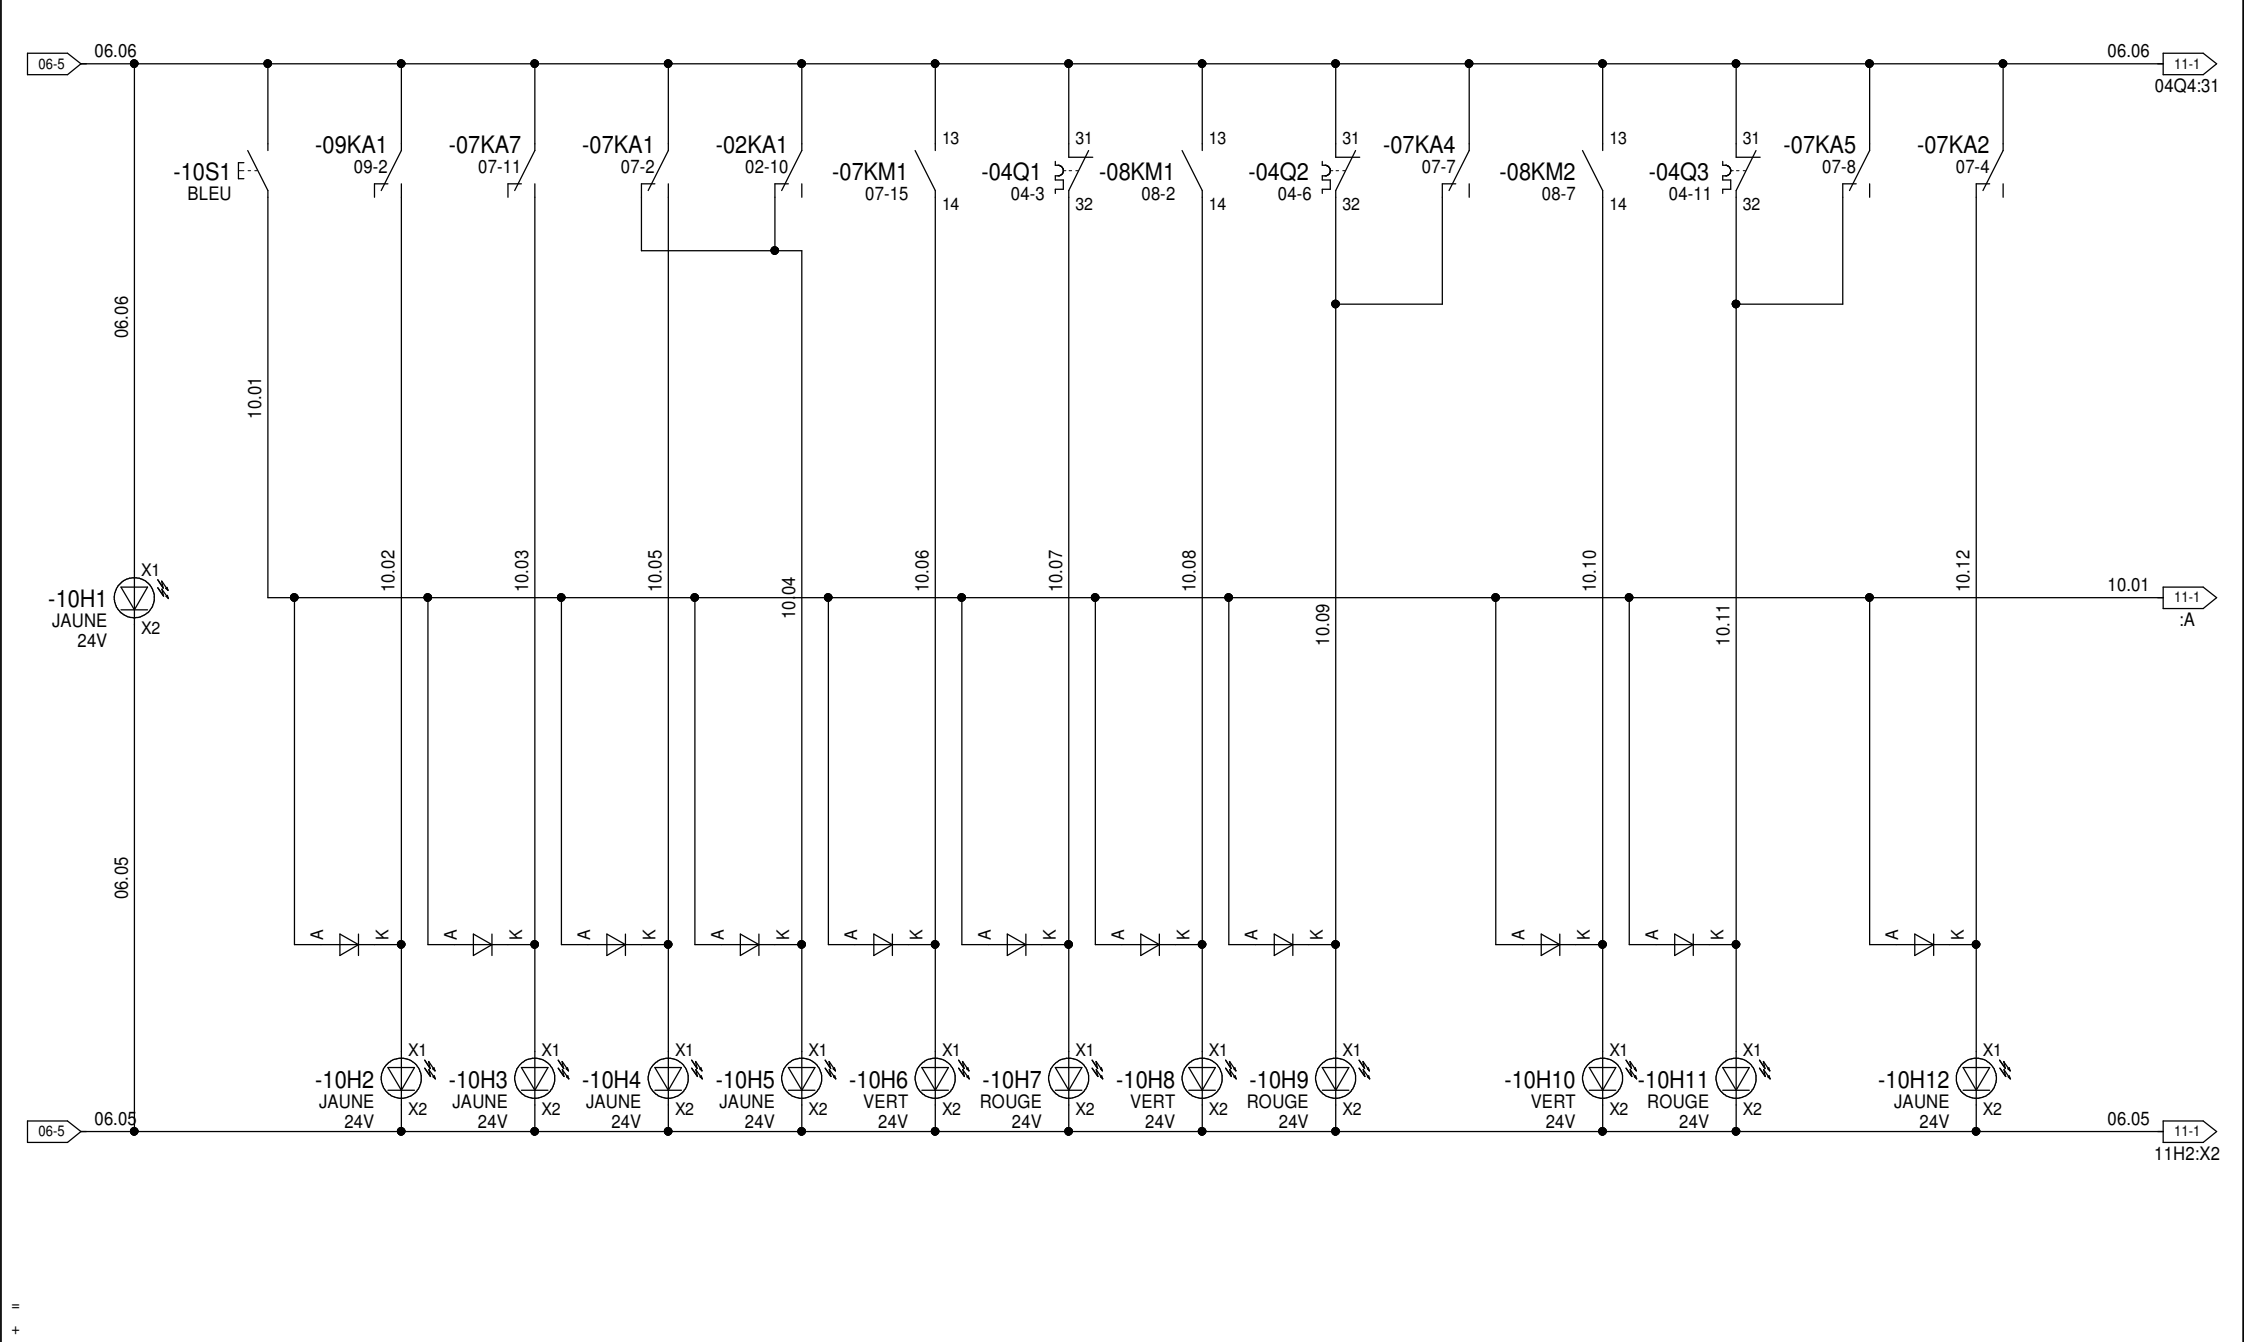 06-5
06.06
06.06
11-1
04Q4:31
-10S1
BLEU
-09KA1
09-2
-07KA7
07-11
-07KA1
07-2
-02KA1
02-10
13
-07KM1
07-15
14
31
-04Q1
04-3
32
13
-08KM1
08-2
14
31
-04Q2
04-6
32
-07KA4
07-7
13
-08KM2
08-7
14
31
-04Q3
04-11
32
-07KA5
07-8
-07KA2
07-4
06.06
10.01
10.02
10.03
10.05
10.04
10.06
10.07
10.08
10.09
10.10
10.11
10.12
10.01
11-1
:A
X1
-10H1
JAUNE
24V
X2
06.05
A K
A K
A K
A K
A K
A K
A K
A K
A K
A K
A K
X1
-10H2
JAUNE
24V
X2
X1
-10H3
JAUNE
24V
X2
X1
-10H4
JAUNE
24V
X2
X1
-10H5
JAUNE
24V
X2
X1
-10H6
VERT
24V
X2
X1
-10H7
ROUGE
24V
X2
X1
-10H8
VERT
24V
X2
X1
-10H9
ROUGE
24V
X2
X1
-10H10
VERT
24V
X2
X1
-10H11
ROUGE
24V
X2
X1
-10H12
JAUNE
24V
X2
06-5
06.05
06.05
11-1
11H2:X2
=
+